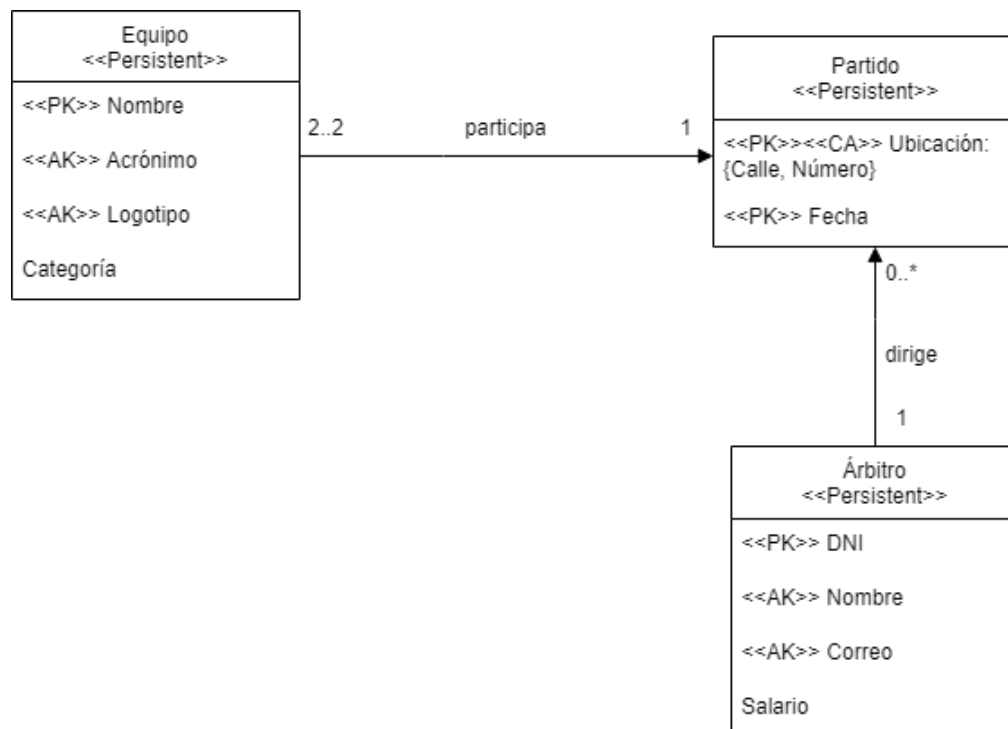 Equipo
<<Persistent>>
<<PK>> Nombre
<<AK>> Acrónimo
<<AK>> Logotipo
Categoría
2..2
participa
1
Partido
<<Persistent>>
<<PK>><<CA>> Ubicación:
{Calle, Número}
<<PK>> Fecha
0..*
dirige
1
Árbitro
<<Persistent>>
<<PK>> DNI
<<AK>> Nombre
<<AK>> Correo
Salario